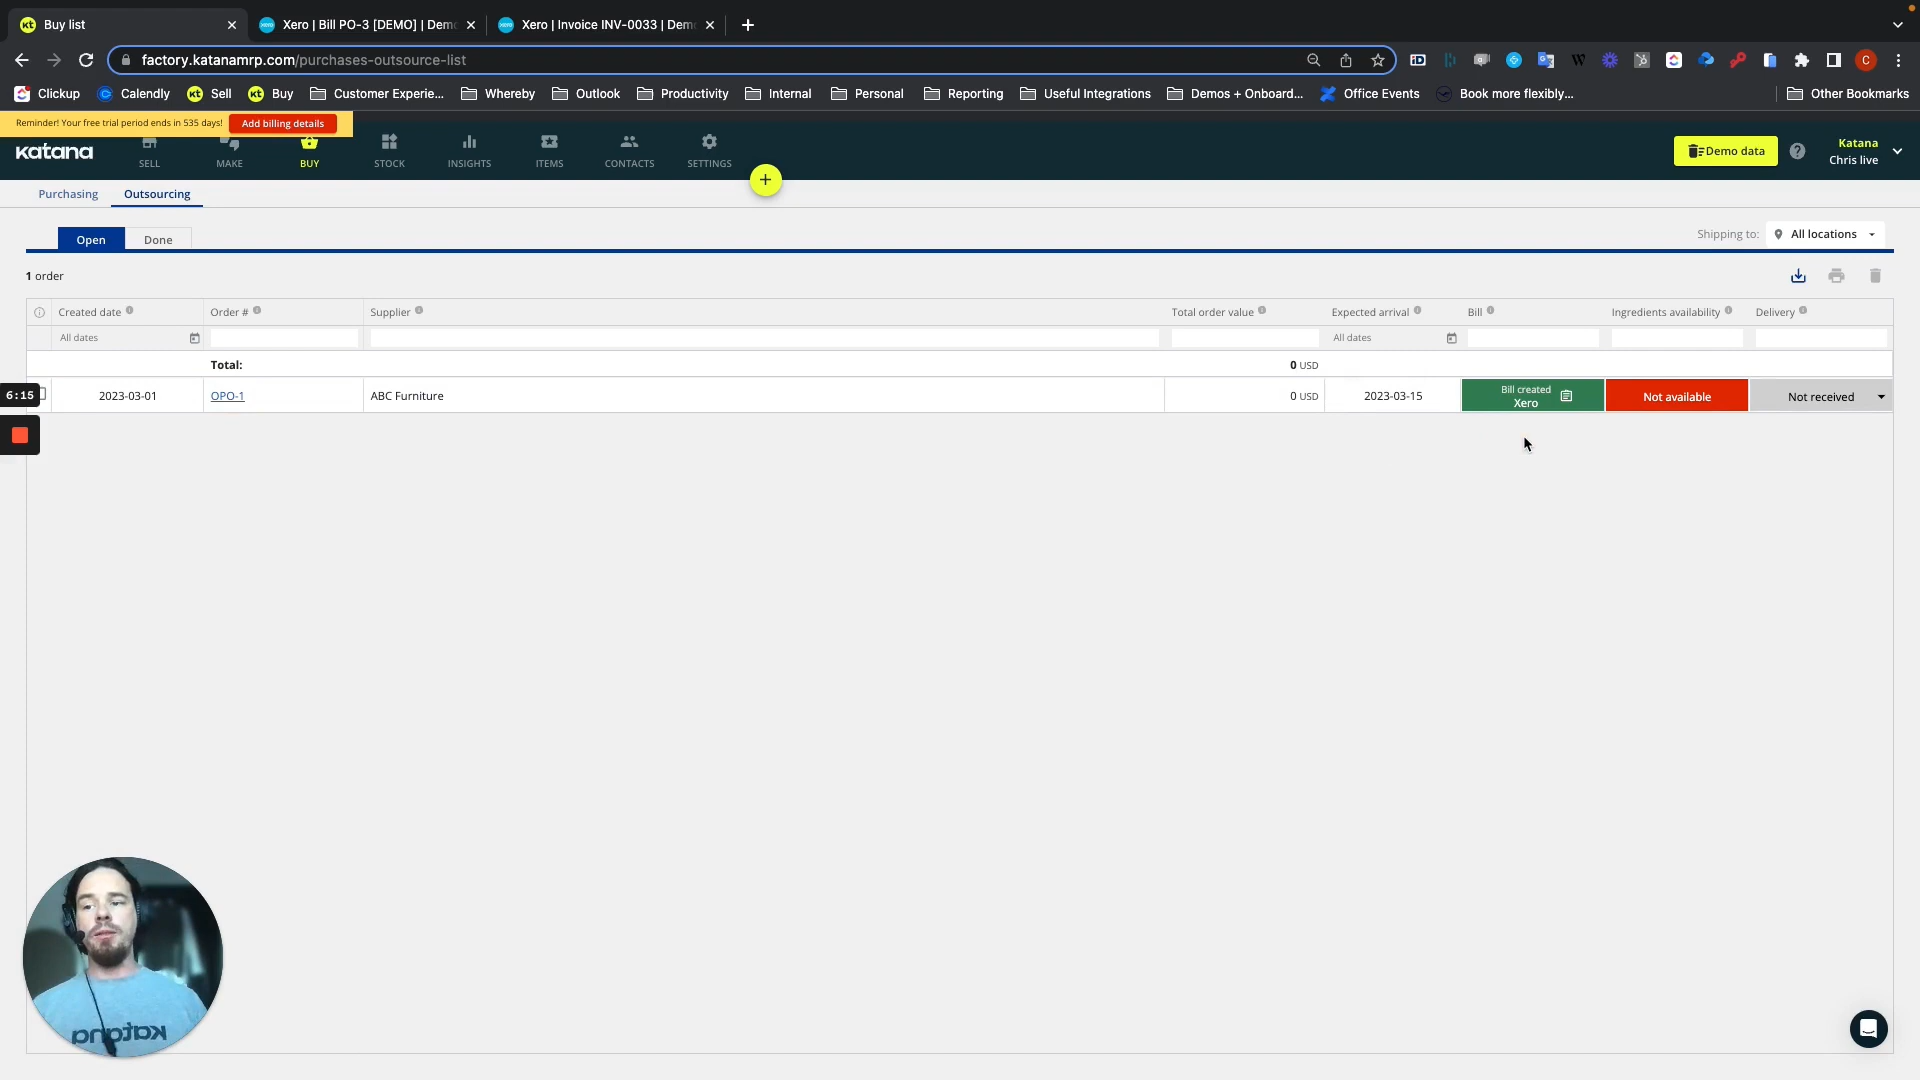 Buy list
Xero | Bill PO-3 [DEMO] | Demo
Xero | Invoice INV-0033 | Dem
factory.katanamrp.com/purchases-outsource-list
Clickup
Calendly
Sell
Buy
Customer Experie...
Whereby
Outlook
Productivity
Internal
Personal
Reporting
Useful Integrations
Demos + Onboard...
Office Events
Book more flexibly...
Other Bookmarks
Reminder! Your free trial period ends in 535 days!
Add billing details
katana
SELL
MAKE
BUY
STOCK
INSIGHTS
ITEMS
CONTACTS
SETTINGS
Demo data
Katana
Chris live
Purchasing
Outsourcing
Open
Done
Shipping to:
All locations
1 order
Created date
Order #
Supplier
Total order value
Expected arrival
Bill
Ingredients availability
Delivery
All dates
All dates
Total:
0 USD
6:15
2023-03-01
OPO-1
ABC Furniture
0 USD
2023-03-15
Bill created
Xero
Not available
Not received
katana